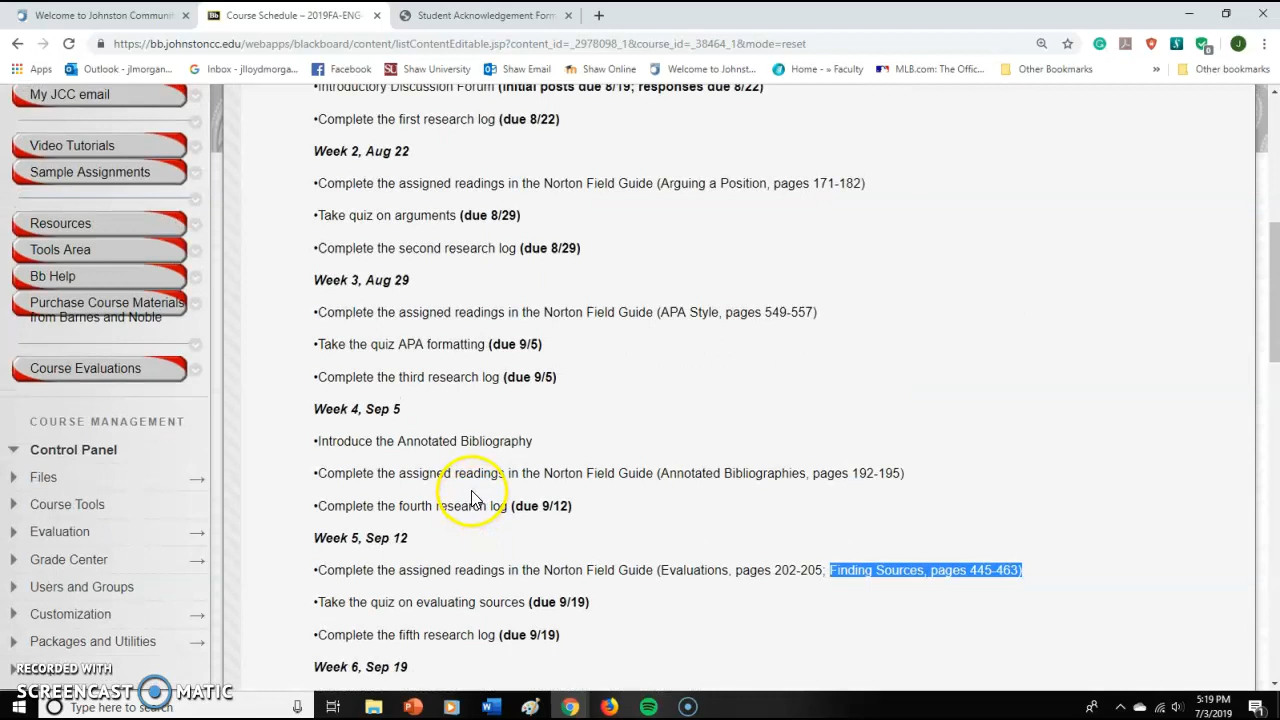 Welcome to Johnston Communi
Bb Course Schedule – 2019FA-ENG
Student Acknowledgement Form
https://bb.johnstoncc.edu/webapps/blackboard/content/listContentEditable.jsp?content_id=_2978098_1&course_id=_38464_1&mode=reset
Apps Outlook - jlmorgan... Inbox - jlloydmorga... Facebook Shaw University Shaw Email Shaw Online Welcome to Johnst... Home - » Faculty MLB.com: The Offic... Other Bookmarks » Other bookmarks
My JCC email
Video Tutorials
Sample Assignments
Resources
Tools Area
Bb Help
Purchase Course Materials
from Barnes and Noble
Course Evaluations
COURSE MANAGEMENT
Control Panel
Files
Course Tools
Evaluation
Grade Center
Users and Groups
Customization
Packages and Utilities
•Introductory Discussion Forum (initial posts due 8/19; responses due 8/22)
•Complete the first research log (due 8/22)
Week 2, Aug 22
•Complete the assigned readings in the Norton Field Guide (Arguing a Position, pages 171-182)
•Take quiz on arguments (due 8/29)
•Complete the second research log (due 8/29)
Week 3, Aug 29
•Complete the assigned readings in the Norton Field Guide (APA Style, pages 549-557)
•Take the quiz APA formatting (due 9/5)
•Complete the third research log (due 9/5)
Week 4, Sep 5
•Introduce the Annotated Bibliography
•Complete the assigned readings in the Norton Field Guide (Annotated Bibliographies, pages 192-195)
•Complete the fourth research log (due 9/12)
Week 5, Sep 12
•Complete the assigned readings in the Norton Field Guide (Evaluations, pages 202-205; Finding Sources, pages 445-463)
•Take the quiz on evaluating sources (due 9/19)
•Complete the fifth research log (due 9/19)
Week 6, Sep 19
RECORDED WITH
SCREENCAST MATIC
Type here to search
5:19 PM
7/3/2019